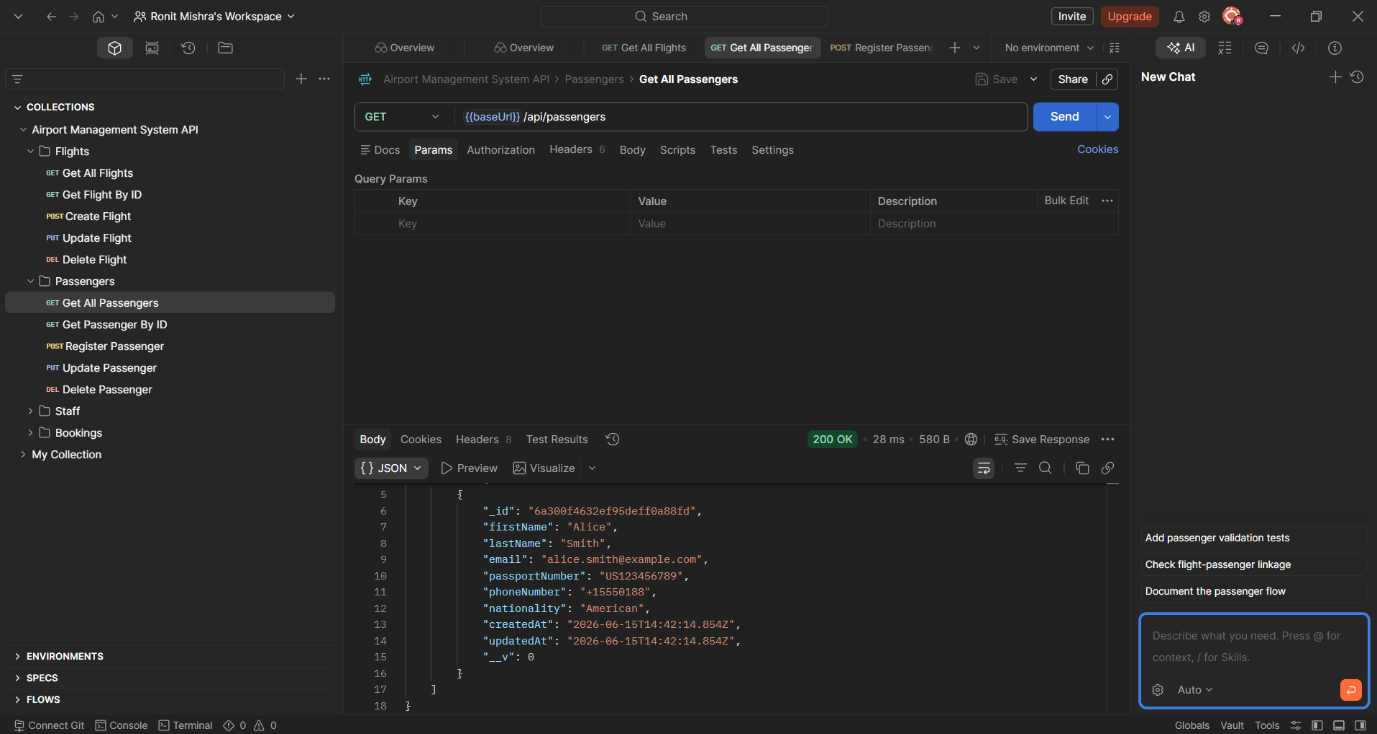 Ronit Mishra's Workspace
Search
Invite
Upgrade
Overview
Overview
GET Get All Flights
GET Get All Passenger
POST Register Passen
No environment
AI
COLLECTIONS
Airport Management System API
Flights
GET Get All Flights
GET Get Flight By ID
POST Create Flight
PUT Update Flight
DEL Delete Flight
Passengers
GET Get All Passengers
GET Get Passenger By ID
POST Register Passenger
PUT Update Passenger
DEL Delete Passenger
Staff
Bookings
My Collection
ENVIRONMENTS
SPECS
FLOWS
Airport Management System API > Passengers > Get All Passengers
Save
Share
GET
{{baseUrl}} /api/passengers
Send
Docs Params Authorization Headers 6 Body Scripts Tests Settings
Cookies
Query Params
Key Value Description Bulk Edit
Key Value Description
Body Cookies Headers 8 Test Results
200 OK • 28 ms • 580 B • e.g. Save Response
{ } JSON Preview Visualize
5 {
6 "_id": "6a300f4632ef95deff0a88fd",
7 "firstName": "Alice",
8 "lastName": "Smith",
9 "email": "alice.smith@example.com",
10 "passportNumber": "US123456789",
11 "phoneNumber": "+15550188",
12 "nationality": "American",
13 "createdAt": "2026-06-15T14:42:14.854Z",
14 "updatedAt": "2026-06-15T14:42:14.854Z",
15 "__v": 0
16 }
17 ]
18 }
New Chat
Add passenger validation tests
Check flight-passenger linkage
Document the passenger flow
Describe what you need. Press @ for
context, / for Skills.
Auto
Connect Git Console Terminal 0 0
Globals Vault Tools